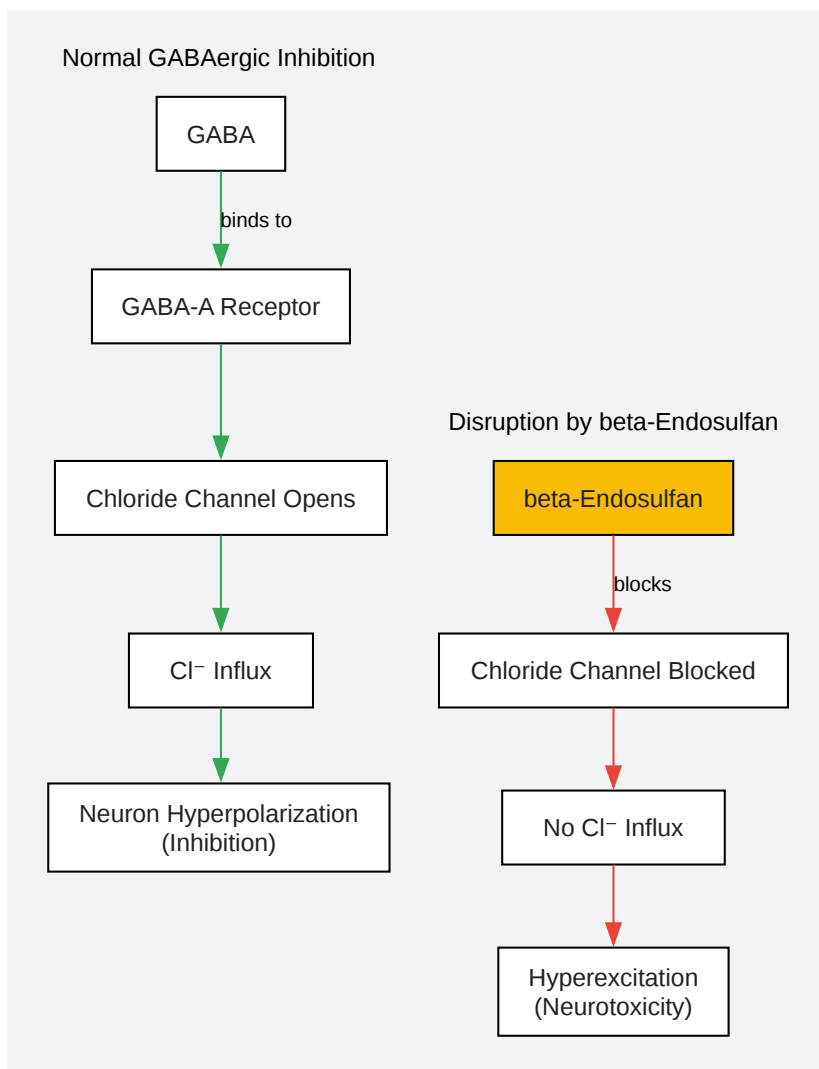 Normal GABAergic Inhibition
GABA
binds to
GABA-A Receptor
Chloride Channel Opens
Cl⁻ Influx
Neuron Hyperpolarization
(Inhibition)
Disruption by beta-Endosulfan
beta-Endosulfan
blocks
Chloride Channel Blocked
No Cl⁻ Influx
Hyperexcitation
(Neurotoxicity)